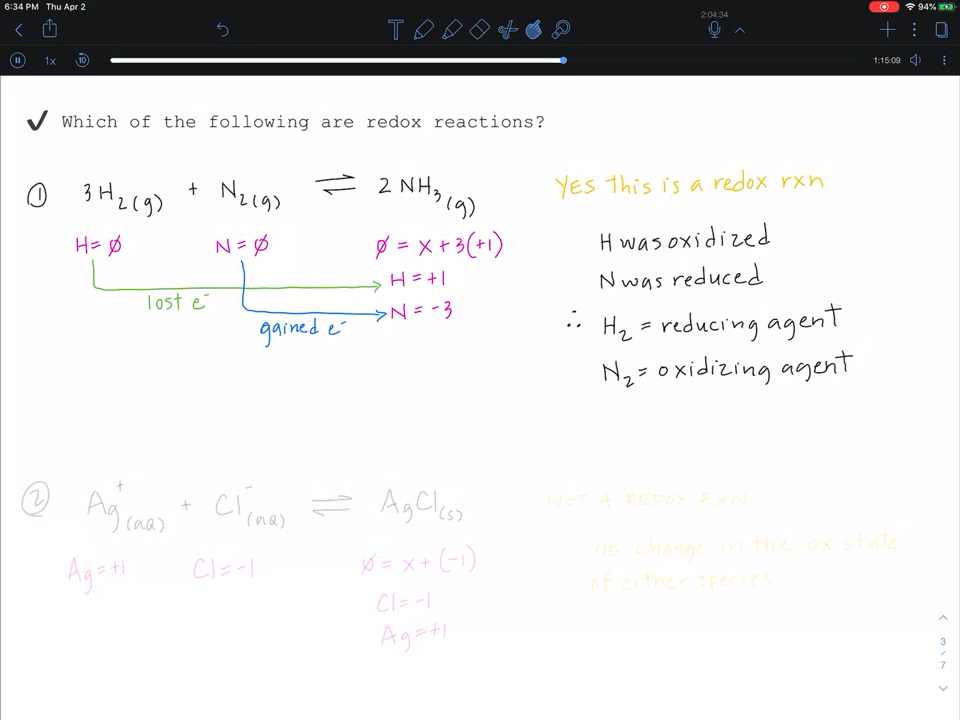 6:34 PM Thu Apr 2
94%
2:04:34
1x
10
1:15:09
✓ Which of the following are redox reactions?
① 3H₂(g) + N₂(g) ⇌ 2NH₃(g)
YES this is a redox rxn
H = ∅ N = ∅ ∅ = x + 3(+1)
H was oxidized
H = +1
N was reduced
lost e⁻
N = -3
gained e⁻
∴ H₂ = reducing agent
N₂ = oxidizing agent
② Ag⁺(aq) + Cl⁻(aq) ⇌ AgCl(s)
NOT A REDOX RXN
no change in the ox state
Ag = +1 Cl = -1 ∅ = x + (-1)
of either species
Cl = -1
Ag = +1
3
/
7